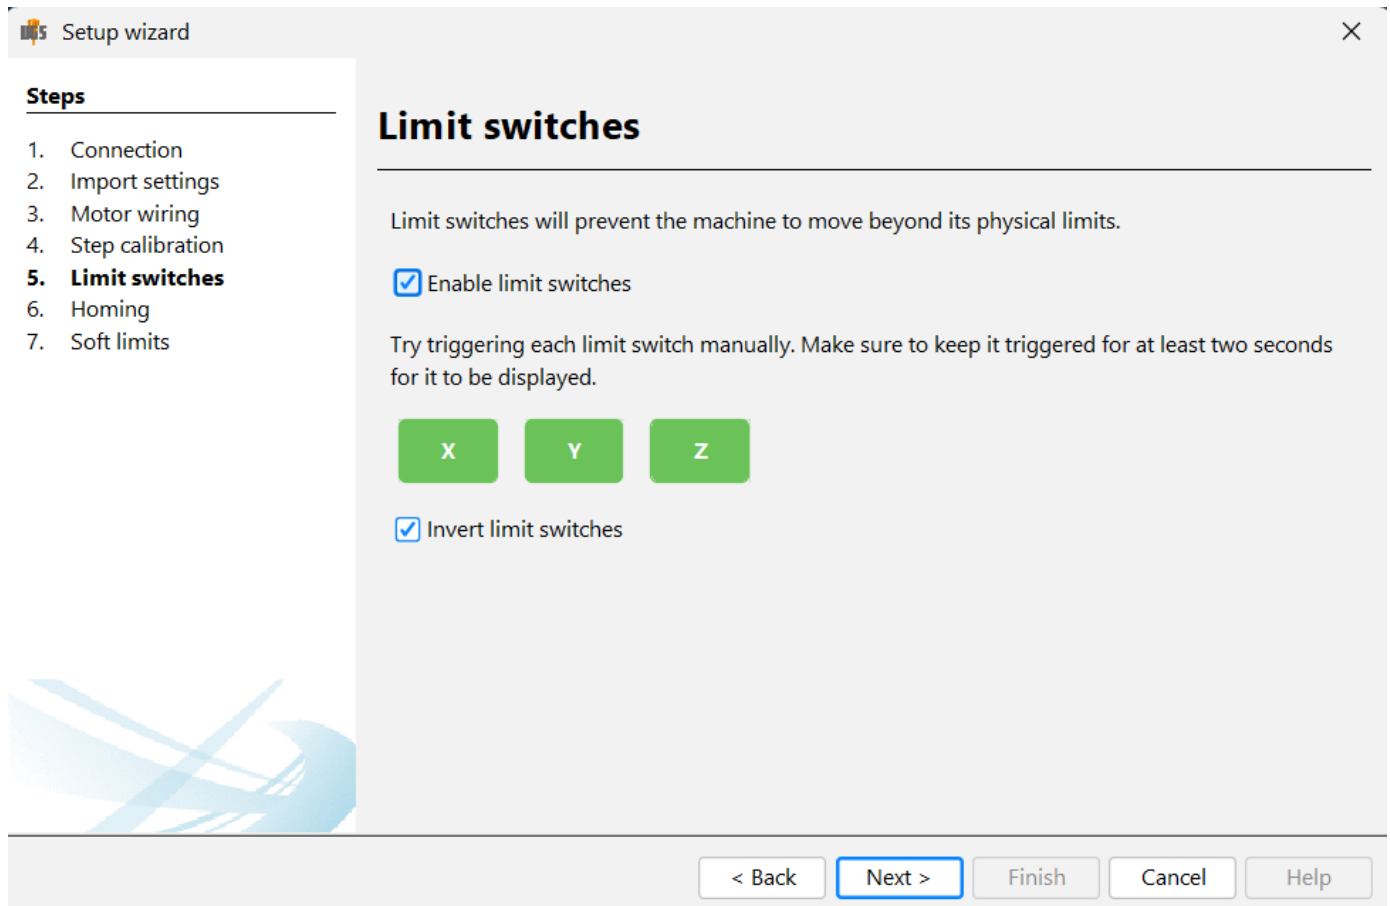 UGS Setup wizard
Steps
1. Connection
2. Import settings
3. Motor wiring
4. Step calibration
5. Limit switches
6. Homing
7. Soft limits
Limit switches
Limit switches will prevent the machine to move beyond its physical limits.
Enable limit switches
Try triggering each limit switch manually. Make sure to keep it triggered for at least two seconds
for it to be displayed.
X Y Z
Invert limit switches
< Back Next > Finish Cancel Help